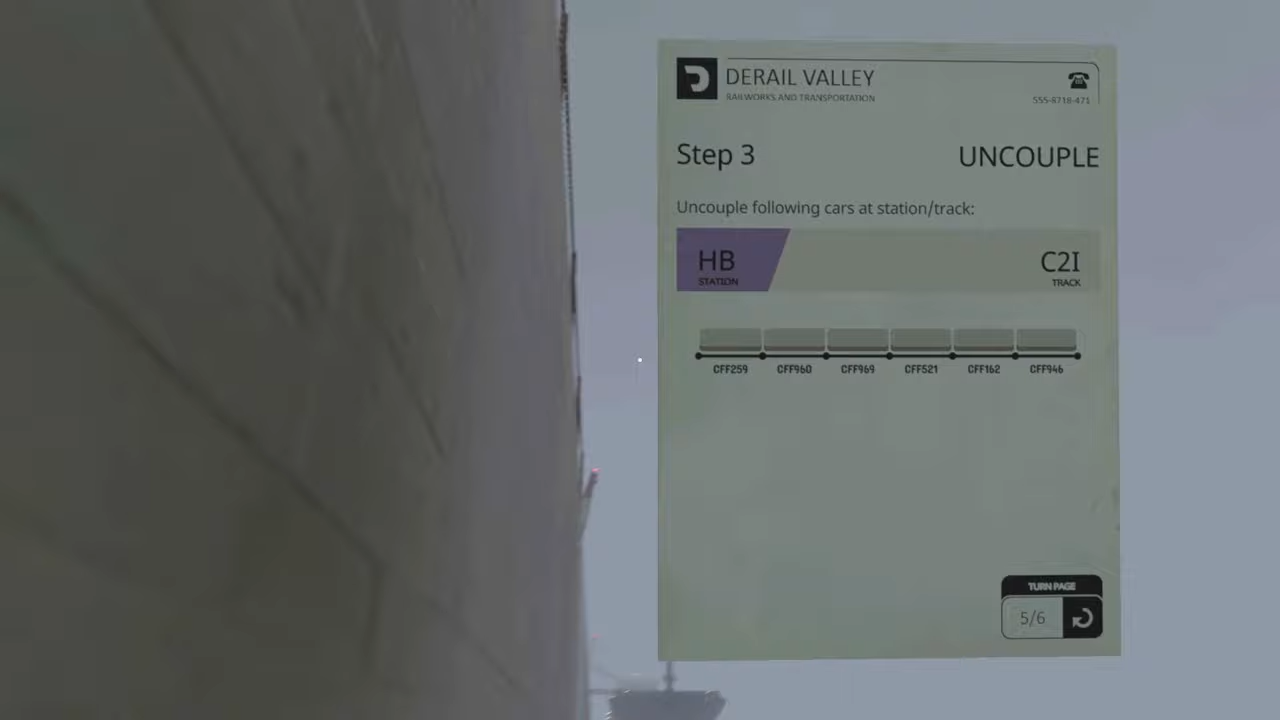 DERAIL VALLEY
RAILWORKS AND TRANSPORTATION
555-8718-471
Step 3
UNCOUPLE
Uncouple following cars at station/track:
HB
STATION
C2I
TRACK
CFF259 CFF960 CFF969 CFF521 CFF162 CFF946
TURN PAGE
5/6